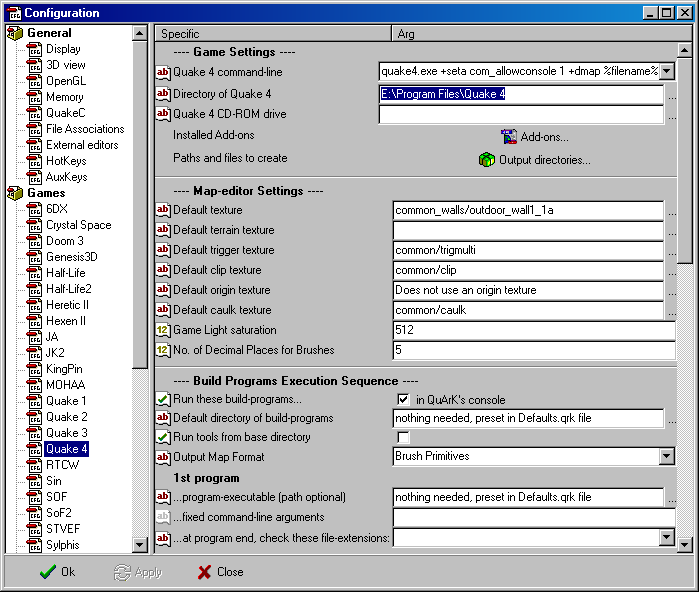 Configuration
General
Display
3D view
OpenGL
Memory
QuakeC
File Associations
External editors
HotKeys
AuxKeys
Games
6DX
Crystal Space
Doom 3
Genesis3D
Half-Life
Half-Life2
Heretic II
Hexen II
JA
JK2
KingPin
MOHAA
Quake 1
Quake 2
Quake 3
Quake 4
RTCW
Sin
SOF
SoF2
STVEF
Sylphis
Specific Arg
---- Game Settings ----
Quake 4 command-line quake4.exe +seta com_allowconsole 1 +dmap %filename%
Directory of Quake 4 E:\Program Files\Quake 4 ...
Quake 4 CD-ROM drive ...
Installed Add-ons Add-ons...
Paths and files to create Output directories...
---- Map-editor Settings ----
Default texture common_walls/outdoor_wall1_1a ...
Default terrain texture ...
Default trigger texture common/trigmulti ...
Default clip texture common/clip ...
Default origin texture Does not use an origin texture ...
Default caulk texture common/caulk ...
Game Light saturation 512
No. of Decimal Places for Brushes 5
---- Build Programs Execution Sequence ----
Run these build-programs... in QuArK's console
Default directory of build-programs nothing needed, preset in Defaults.qrk file ...
Run tools from base directory
Output Map Format Brush Primitives
1st program
...program-executable (path optional) nothing needed, preset in Defaults.qrk file ...
...fixed command-line arguments
...at program end, check these file-extensions:
Ok Apply Close